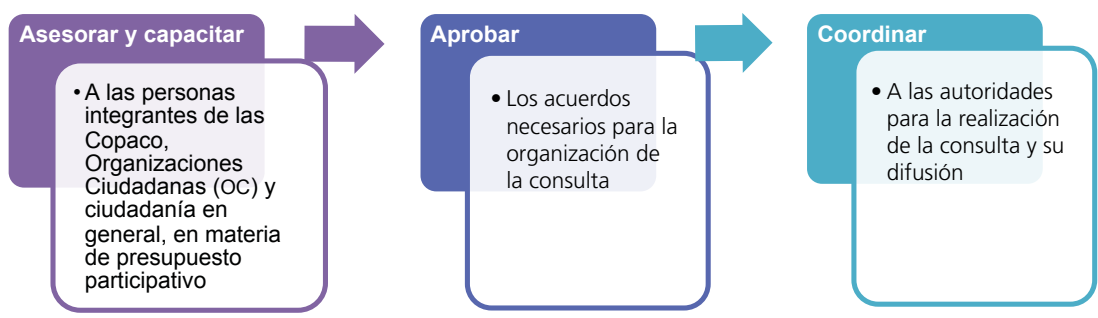 Asesorar y capacitar
• A las personas
integrantes de las
Copaco,
Organizaciones
Ciudadanas (OC) y
ciudadanía en
general, en materia
de presupuesto
participativo
Aprobar
• Los acuerdos
necesarios para la
organización de
la consulta
Coordinar
• A las autoridades
para la realización
de la consulta y su
difusión